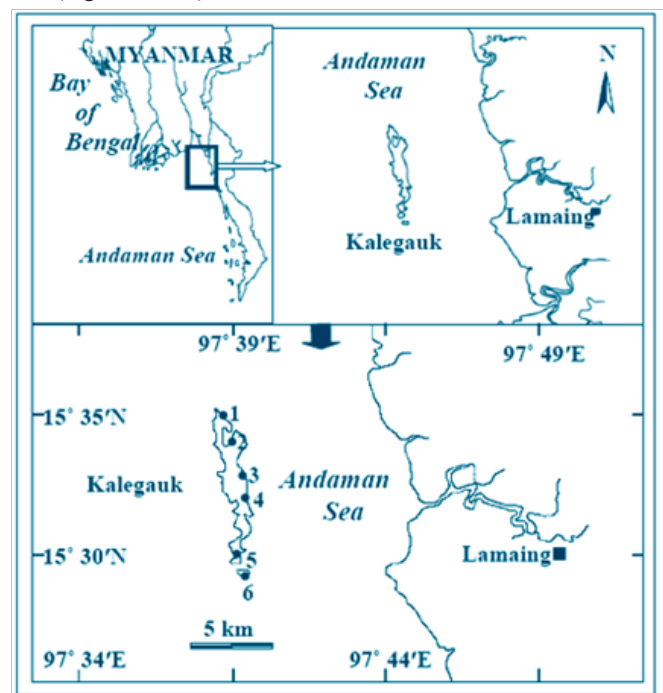 MYANMAR
Bay
of
Bengal
Andaman Sea
Andaman
Sea
N
Lamaing
Kalegauk
97° 39'E
97° 49'E
15° 35'N
1
2
3
Kalegauk
Andaman
Sea
4
15° 30'N
5
Lamaing
6
5 km
97° 34'E
97° 44'E